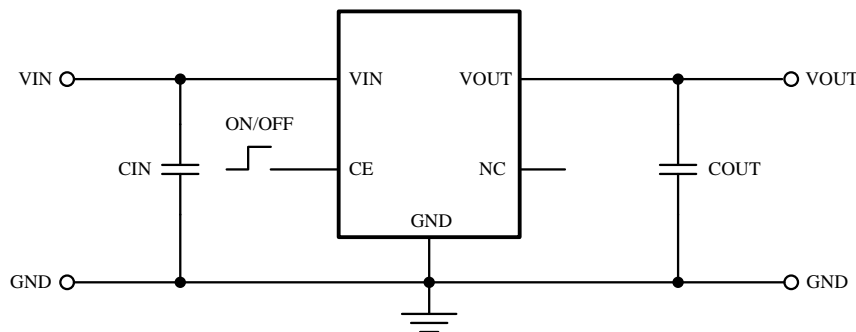 VIN
VIN
VOUT
VOUT
ON/OFF
CIN
CE
NC
COUT
GND
GND
GND